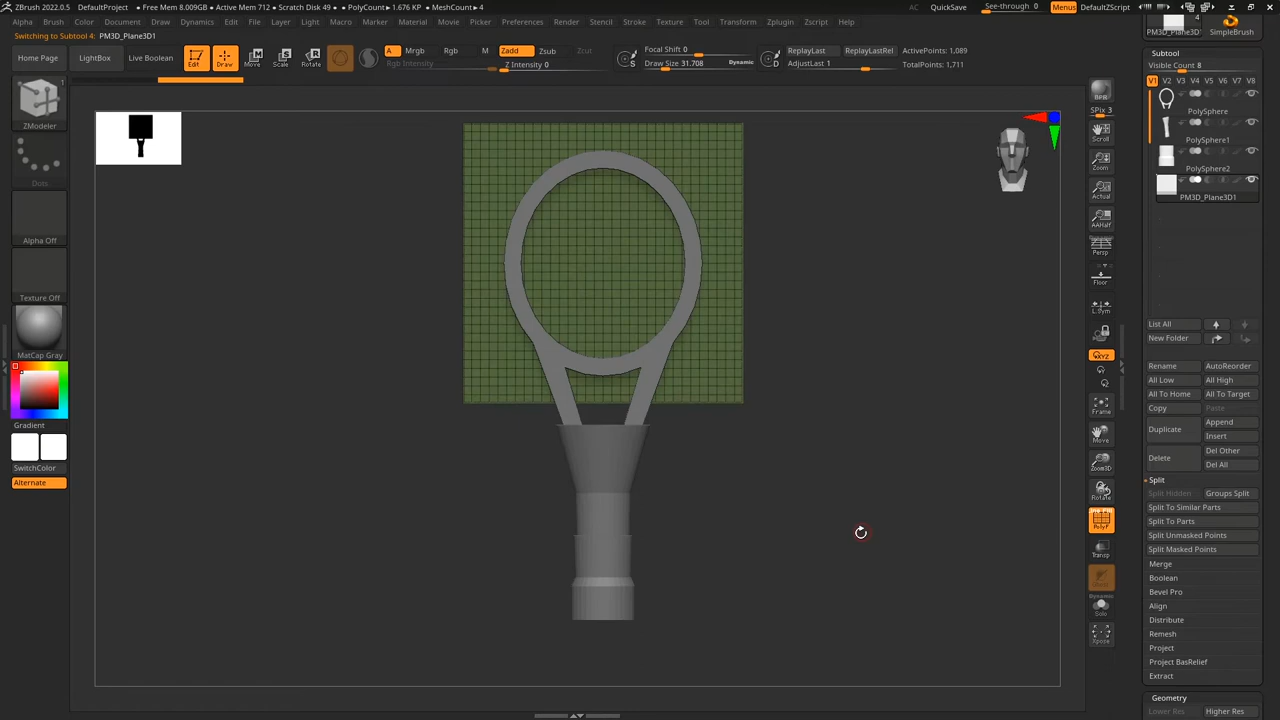 ZBrush 2022.0.5 DefaultProject • Free Mem 8.009GB • Active Mem 712 • Scratch Disk 49 • PolyCount▸1.676 KP • MeshCount▸4 AC QuickSave See-through 0 Menus DefaultZScript
Alpha Brush Color Document Draw Dynamics Edit File Layer Light Macro Marker Material Movie Picker Preferences Render Stencil Stroke Texture Tool Transform Zplugin Zscript Help
Switching to Subtool 4: PM3D_Plane3D1
Home Page LightBox Live Boolean Edit Draw Move Scale Rotate
A Mrgb Rgb M Zadd Zsub Zcut
Rgb Intensity Z Intensity 0
Focal Shift 0
Draw Size 31.708 Dynamic
ReplayLast ReplayLastRel
AdjustLast 1
ActivePoints: 1,089
TotalPoints: 1,711
1
ZModeler
Dots
Alpha Off
Texture Off
MatCap Gray
Gradient
SwitchColor
Alternate
BPR
SPix 3
Scroll
Zoom
Actual
AAHalf
Persp
Floor
L.Sym
XYZ
Frame
Move
Zoom3D
Rotate
PolyF
Transp
Dynamic
Solo
Xpose
4
PM3D_Plane3D1 SimpleBrush
Subtool
Visible Count 8
V1 V2 V3 V4 V5 V6 V7 V8
PolySphere
PolySphere1
PolySphere2
PM3D_Plane3D1
List All
New Folder
Rename AutoReorder
All Low All High
All To Home All To Target
Copy Paste
Duplicate Append
Insert
Delete Del Other
Del All
Split
Split Hidden Groups Split
Split To Similar Parts
Split To Parts
Split Unmasked Points
Split Masked Points
Merge
Boolean
Bevel Pro
Align
Distribute
Remesh
Project
Project BasRelief
Extract
Geometry
Lower Res Higher Res